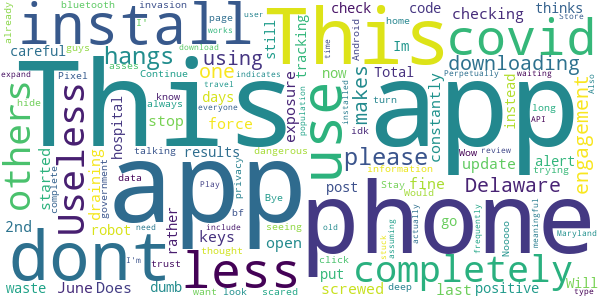 already
bluetooth
invasion
I'
page
user
install
This
check
code
thinks
covid
Store
careful
guys
asses
Continue
hangs
using
still
tracking
Android
home
Im
checking
downloading
works
download
expand
Pixel
one
exposure
now
Total
instead
This
app
others
Useless
hide
indicates
travel
everyone
days
time
makes
turn
constantly
Perpetually
waiting
Also
always
know
stop
force
population
installed
API
long
hospital
use
idk
Wow
review
update
alert
trying
engagement
complete
started
draining
talking
results
dangerous
please
information
government
privacy
Play
bf
Bye
post
fine
Stay
Would
Delaware
app
phone
data
rather
seeing
open
old
click
put
go
stuck
assuming
deep
actually
frequently
Nooooo
meaningful
Maryland
2nd
robot
need
include
keys
trust
thought
dont
less
completely
waste
June
Does
I'm
dumb
want
look
scared
screwed
last
positive
Will
type